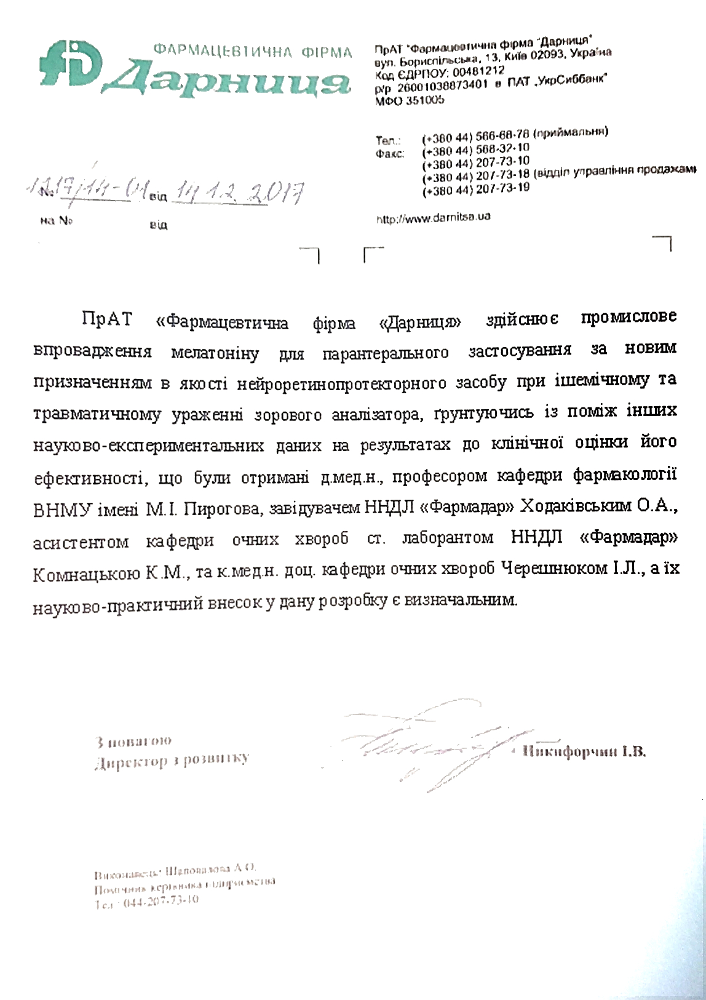 ФАРМАЦЕВТИЧНА ФІРМА
Дарниця
ПрАТ "Фармацевтична фірма "Дарниця"
вул. Бориспільська, 13, Київ 02093, Україна
Код ЄДРПОУ: 00481212
р/р 26001038873401 в ПАТ „УкрСиббанк"
МФО 351005
Тел.: (+380 44) 566-68-78 (приймальня)
Факс: (+380 44) 568-32-10
(+380 44) 207-73-10
(+380 44) 207-73-18 (відділ управління продажами
(+380 44) 207-73-19
http://www.darnitsa.ua
№ 1217/14-01 від 14 12 2017
на № від
ПрАТ «Фармацевтична фірма «Дарниця» здійснює промислове
впровадження мелатоніну для парантерального застосування за новим
призначенням в якості нейроретинопротекторного засобу при ішемічному та
травматичному ураженні зорового аналізатора, ґрунтуючись із поміж інших
науково-експериментальних даних на результатах до клінічної оцінки його
ефективності, що були отримані д.мед.н., професором кафедри фармакології
ВНМУ імені М.І. Пирогова, завідувачем ННДЛ «Фармадар» Ходаківським О.А.,
асистентом кафедри очних хвороб ст. лаборантом ННДЛ «Фармадар»
Комнацькою К.М., та к.мед.н. доц. кафедри очних хвороб Черешнюком І.Л., а їх
науково-практичний внесок у дану розробку є визначальним.
З повагою
Директор з розвитку
Никифорчин І.В.
Виконавець: Шаповалова А.О.
Помічник керівника підприємства
Тел.: 044-207-73-10